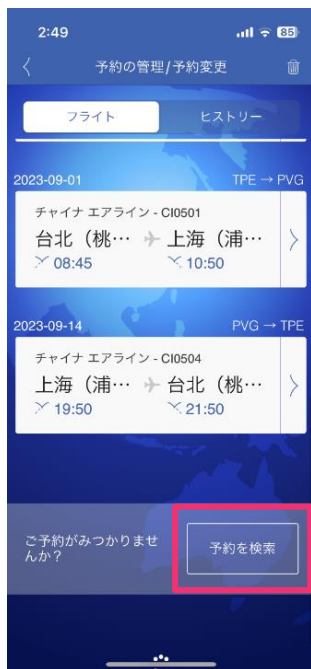 2:49
85
予約の管理/予約変更
フライト
ヒストリー
2023-09-01
TPE → PVG
チャイナ エアライン - CI0501
台北（桃… 上海（浦…
08:45 10:50
2023-09-14
PVG → TPE
チャイナ エアライン - CI0504
上海（浦… 台北（桃…
19:50 21:50
ご予約がみつかりませ
んか？
予約を検索